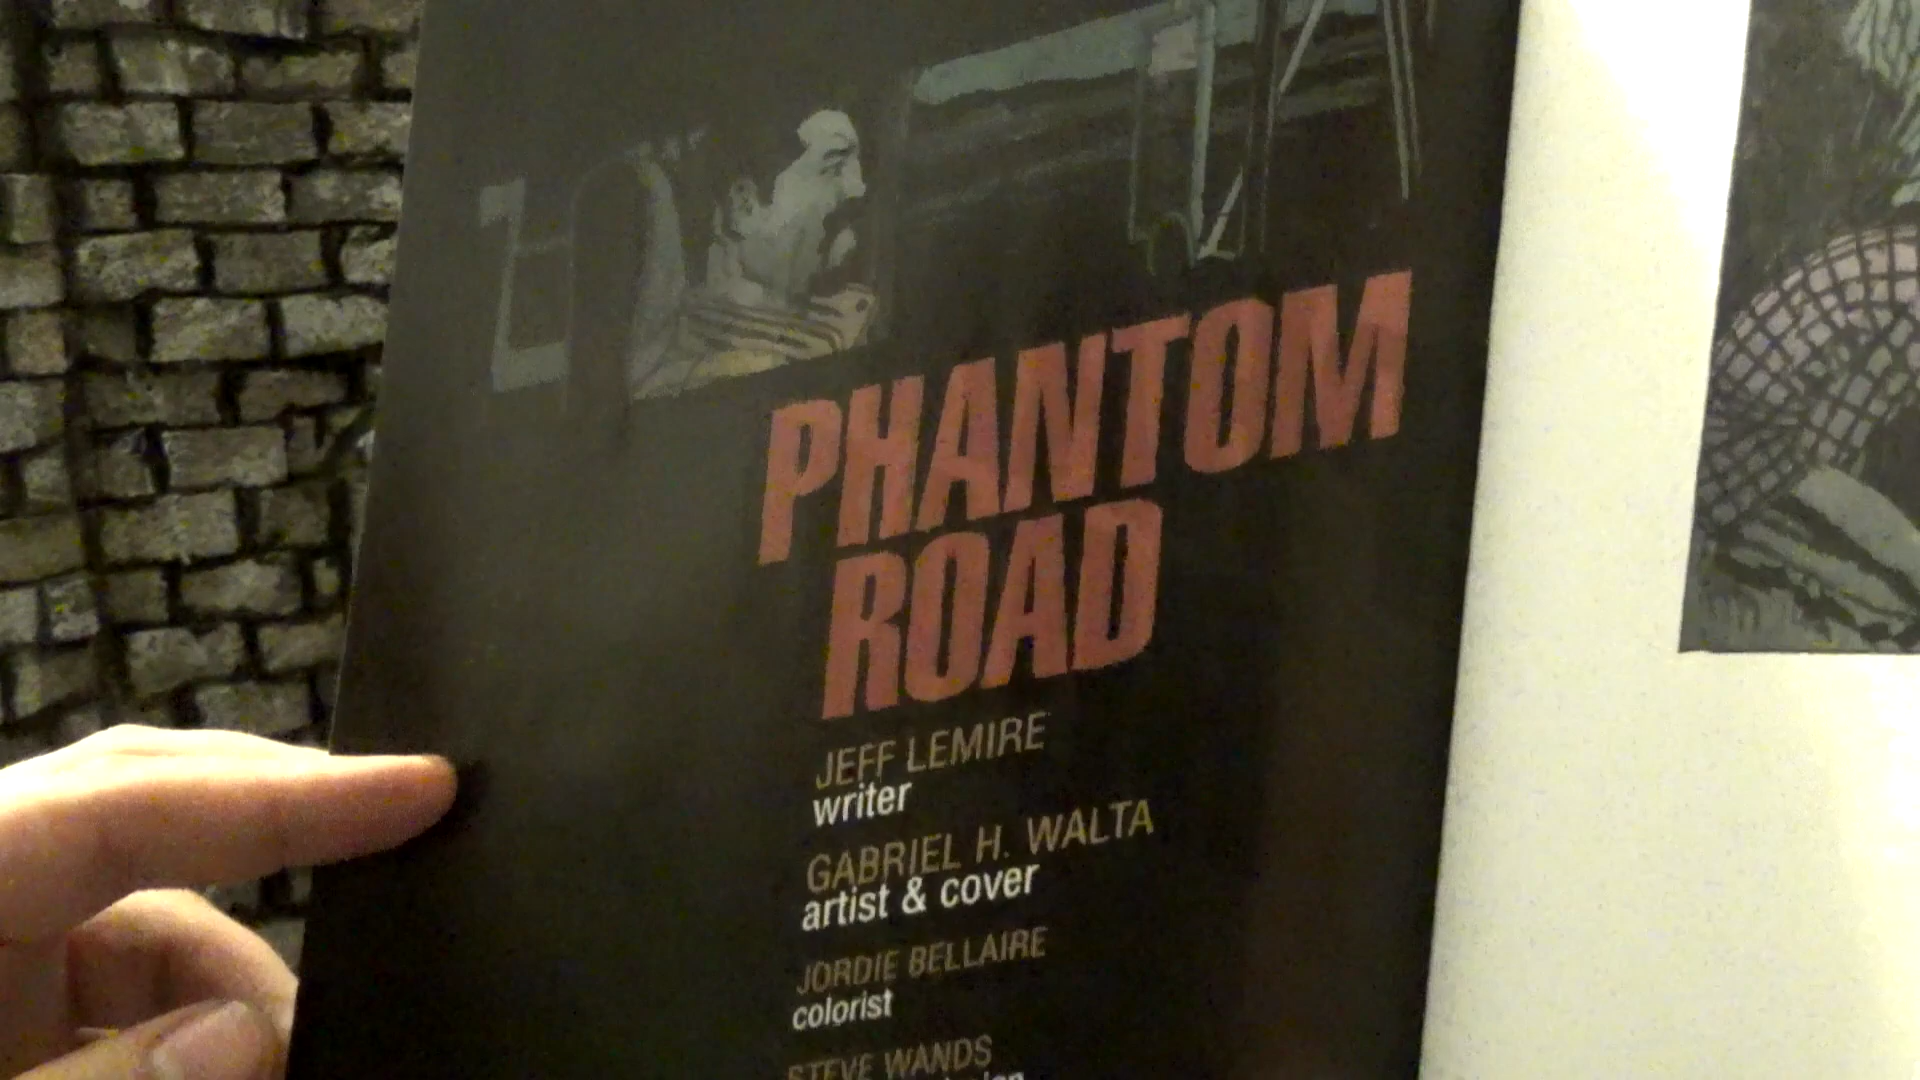 PHANTOM
ROAD
JEFF LEMIRE
writer
GABRIEL H. WALTA
artist & cover
JORDIE BELLAIRE
colorist
STEVE WANDS